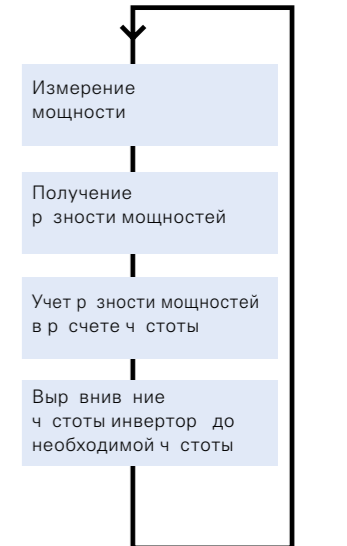 Измерение
мощности
Получение
р зности мощностей
Учет р зности мощностей
в р счете ч стоты
Выр внив ние
ч стоты инвертор до
необходимой ч стоты